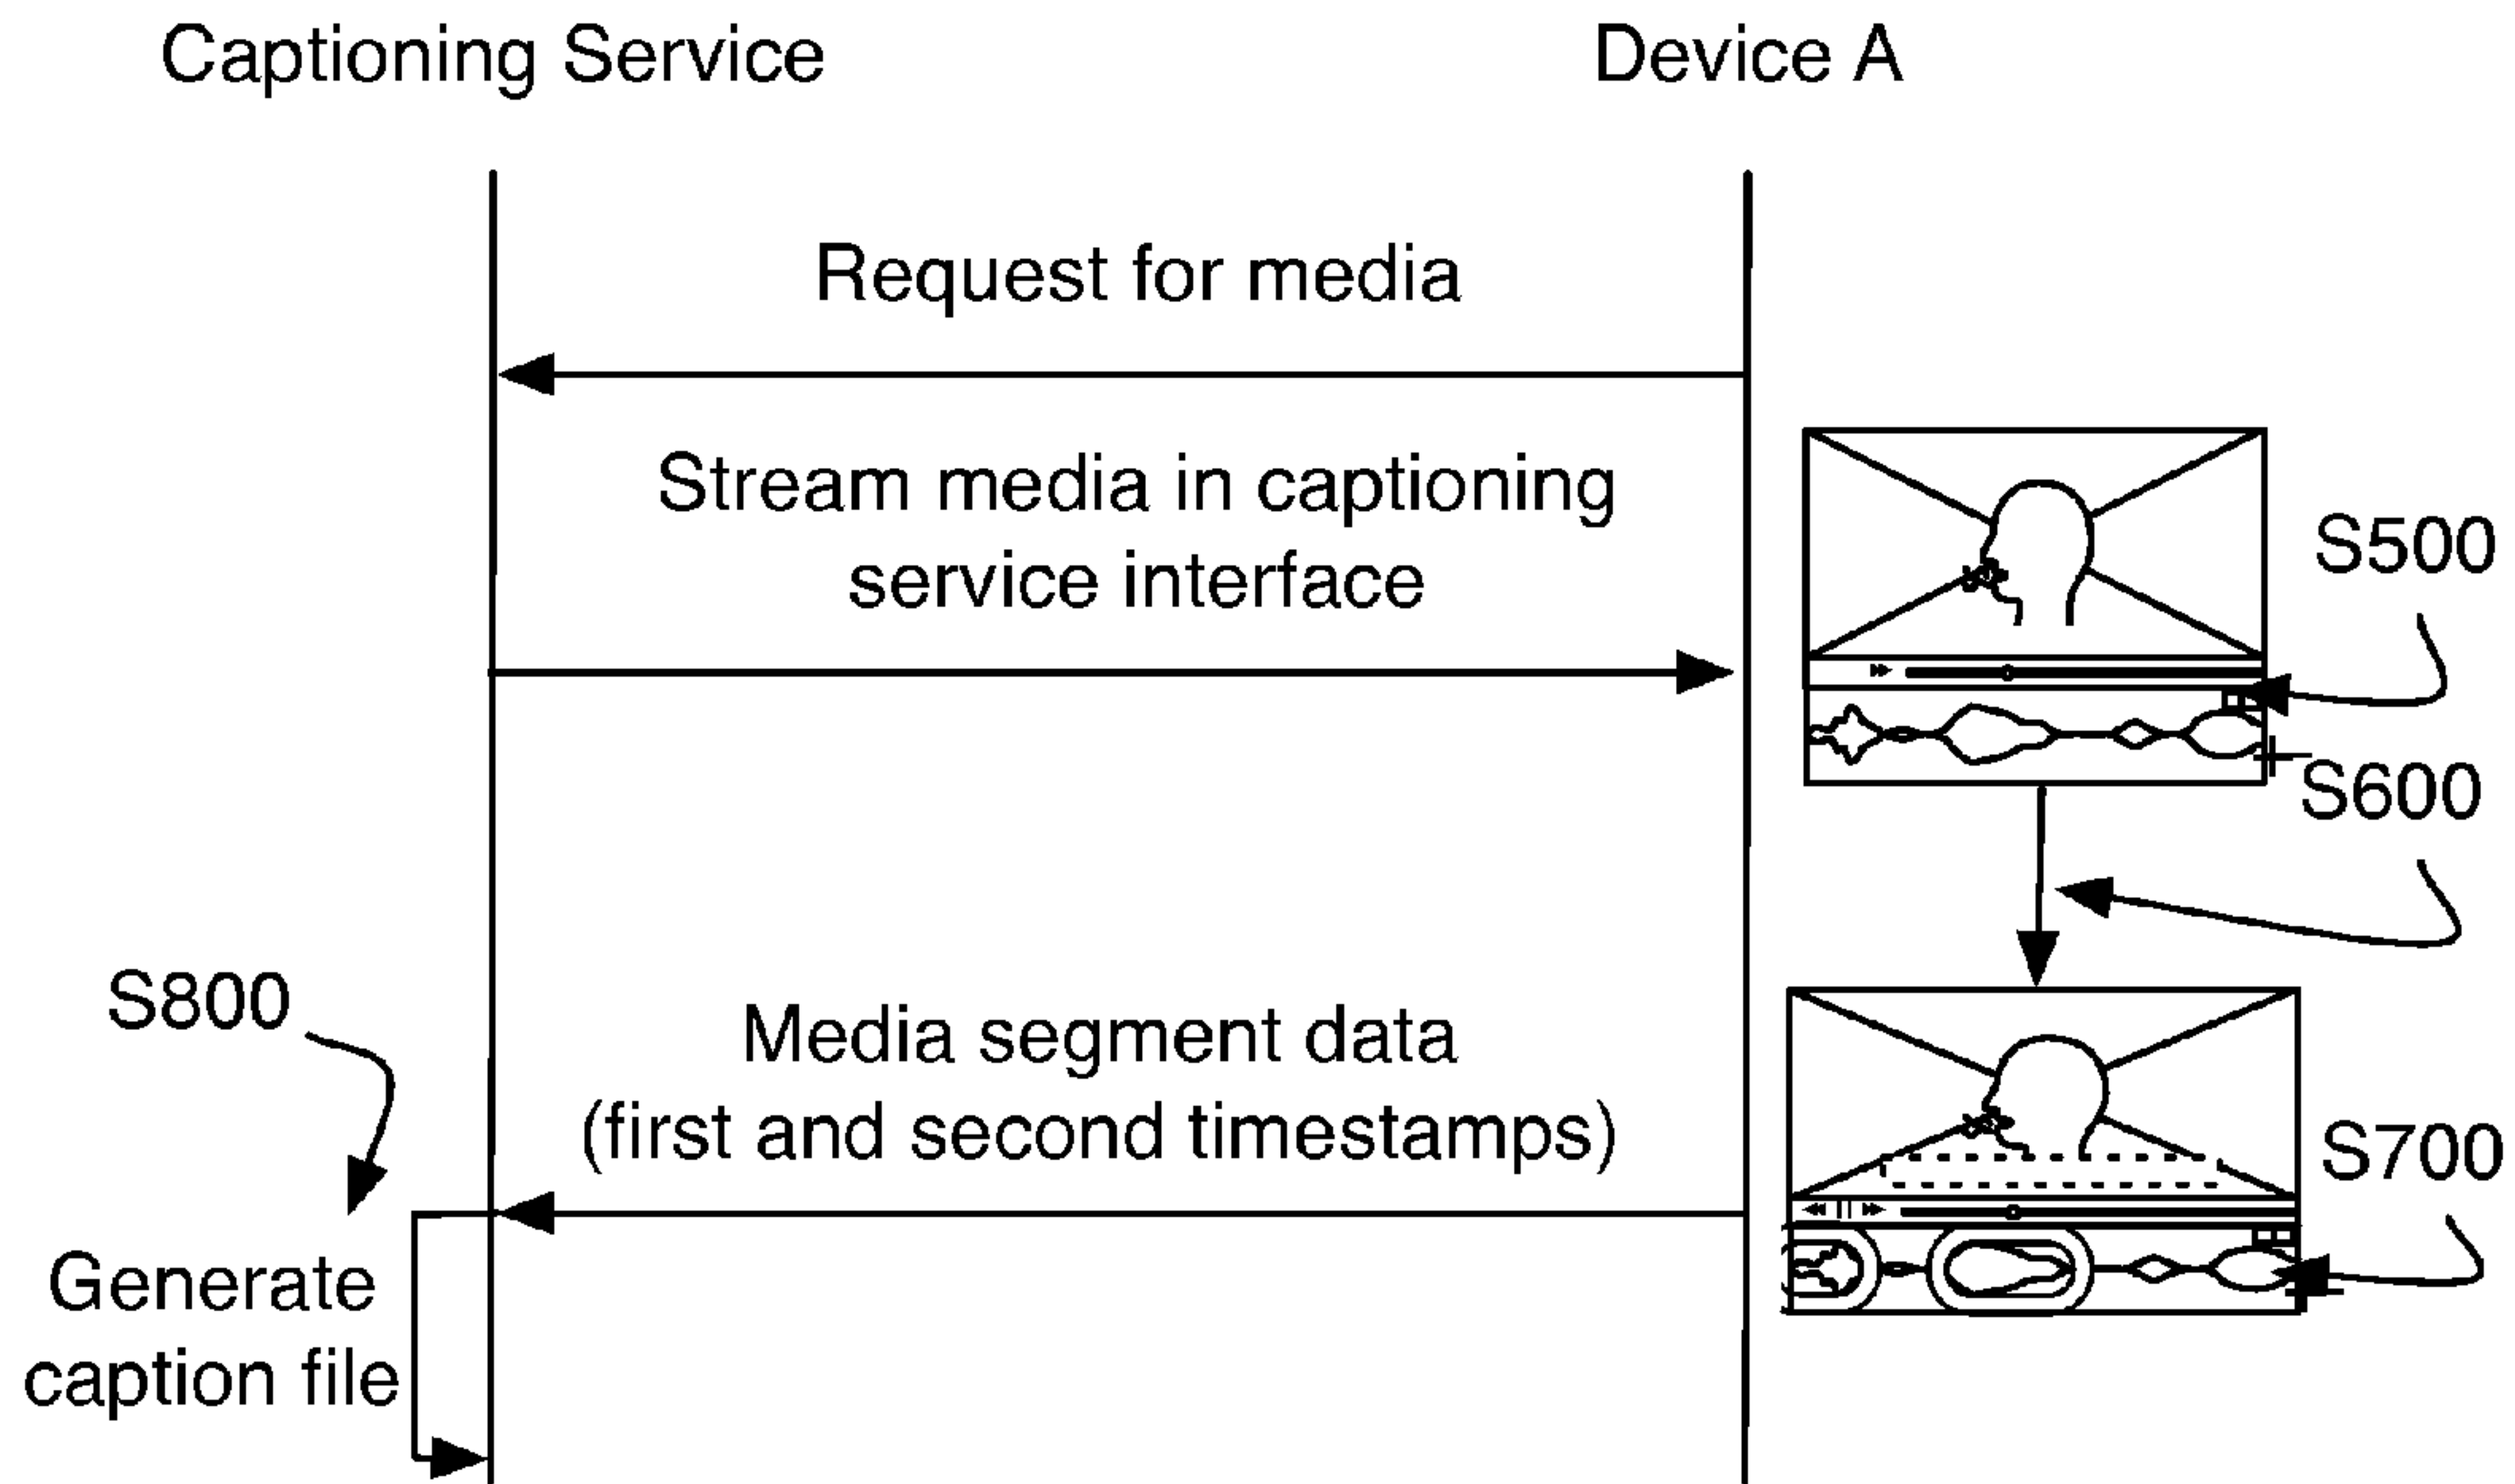 Captioning Service
Device A
Request for media
Stream media in captioning
service interface
S500
S600
S800
Media segment data
(first and second timestamps)
S700
Generate
caption file